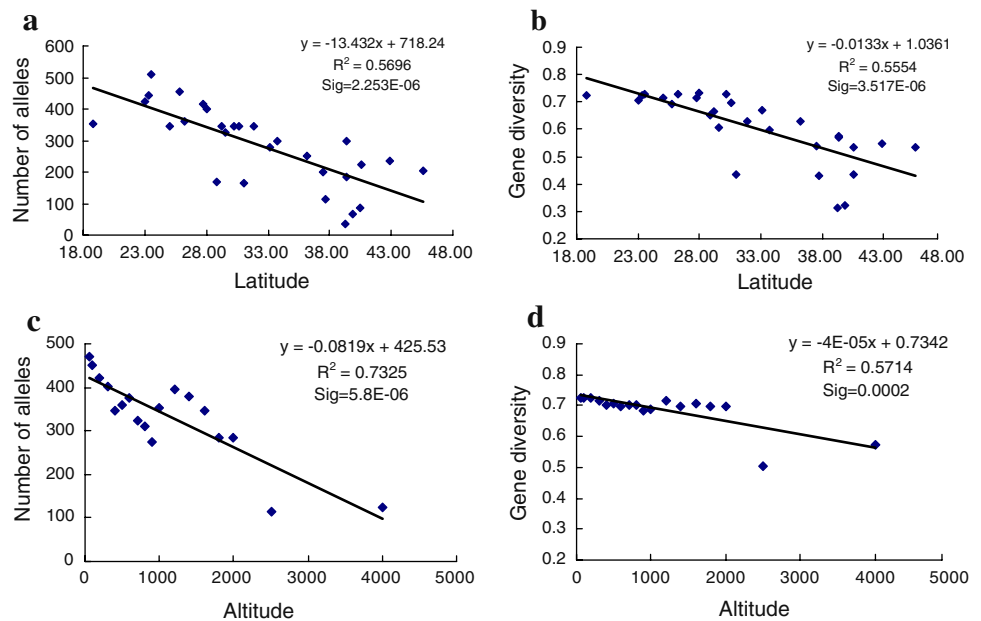 a
y = -13.432x + 718.24
R² = 0.5696
Sig=2.253E-06
Number of alleles
600
500
400
300
200
100
0
18.00 23.00 28.00 33.00 38.00 43.00 48.00
Latitude
b
y = -0.0133x + 1.0361
R² = 0.5554
Sig=3.517E-06
Gene diversity
0.9
0.8
0.7
0.6
0.5
0.4
0.3
0.2
18.00 23.00 28.00 33.00 38.00 43.00 48.00
Latitude
c
y = -0.0819x + 425.53
R² = 0.7325
Sig=5.8E-06
Number of alleles
500
400
300
200
100
0
0 1000 2000 3000 4000 5000
Altitude
d
y = -4E-05x + 0.7342
R² = 0.5714
Sig=0.0002
Gene diversity
0.9
0.8
0.7
0.6
0.5
0.4
0.3
0.2
0 1000 2000 3000 4000 5000
Altitude